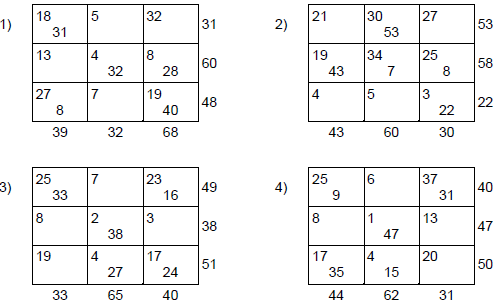 1)
18 5 32
31 31
13 4 8
32 28 60
27 7 19
8 40 48
39 32 68
2)
21 30 27
53 53
19 34 25
43 7 8 58
4 5 3
22 22
43 60 30
3)
25 7 23
33 16 49
8 2 3
38 38
19 4 17
27 24 51
33 65 40
4)
25 6 37
9 31 40
8 1 13
47 47
17 4 20
35 15 50
44 62 31